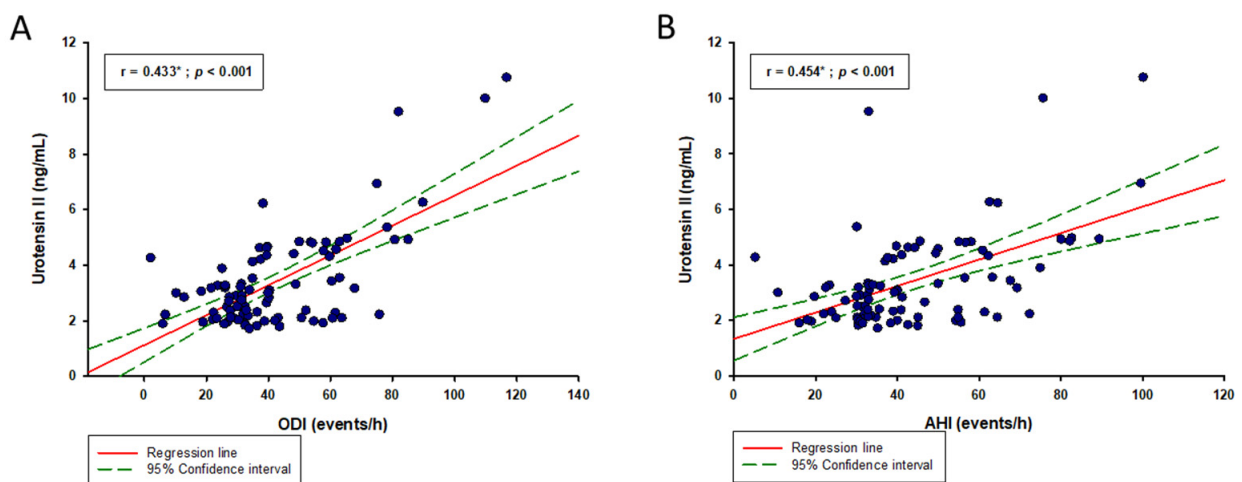 A
r = 0.433* ; p < 0.001
Urotensin II (ng/mL)
12
10
8
6
4
2
0
0 20 40 60 80 100 120 140
ODI (events/h)
Regression line
95% Confidence interval
B
r = 0.454* ; p < 0.001
Urotensin II (ng/mL)
12
10
8
6
4
2
0
0 20 40 60 80 100 120
AHI (events/h)
Regression line
95% Confidence interval